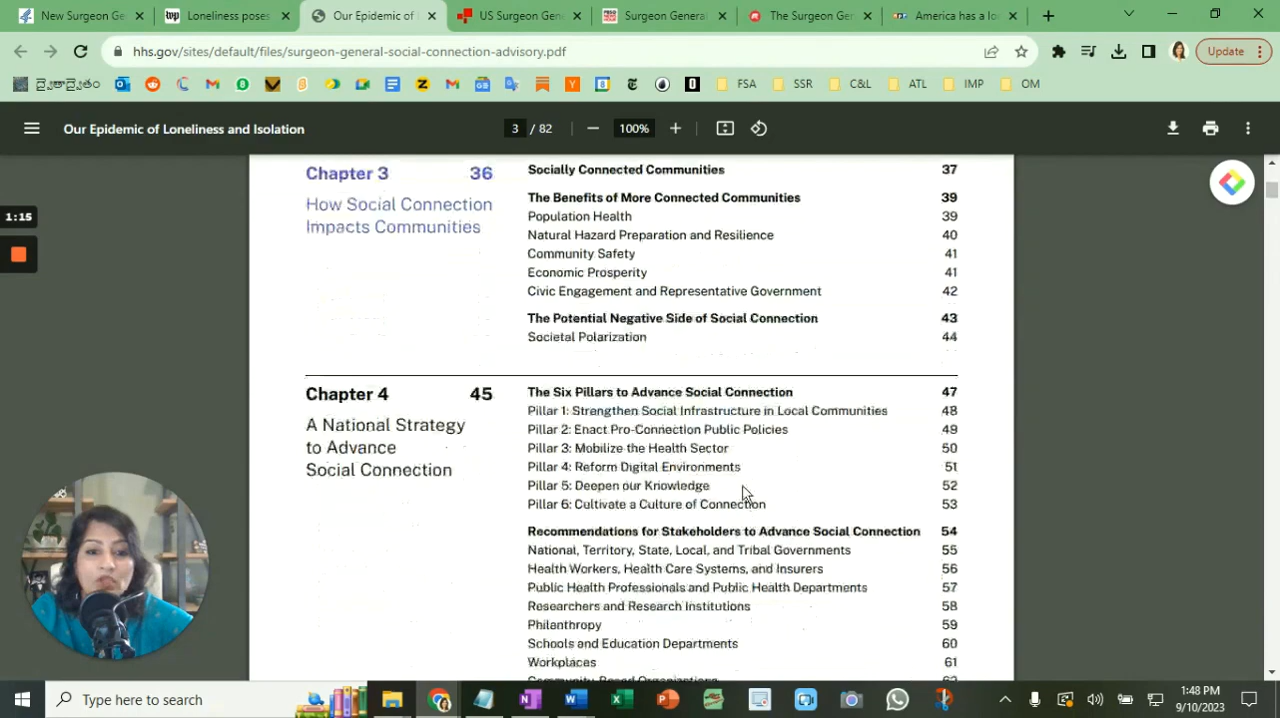 New Surgeon Ge
Loneliness poses
Our Epidemic of
US Surgeon Gen
Surgeon General
The Surgeon Ger
America has a lo
hhs.gov/sites/default/files/surgeon-general-social-connection-advisory.pdf
Update
FSA
SSR
C&L
ATL
IMP
OM
Our Epidemic of Loneliness and Isolation
3 / 82
100%
1:15
Chapter 3 36
How Social Connection
Impacts Communities
Socially Connected Communities 37
The Benefits of More Connected Communities 39
Population Health 39
Natural Hazard Preparation and Resilience 40
Community Safety 41
Economic Prosperity 41
Civic Engagement and Representative Government 42
The Potential Negative Side of Social Connection 43
Societal Polarization 44
Chapter 4 45
A National Strategy
to Advance
Social Connection
The Six Pillars to Advance Social Connection 47
Pillar 1: Strengthen Social Infrastructure in Local Communities 48
Pillar 2: Enact Pro-Connection Public Policies 49
Pillar 3: Mobilize the Health Sector 50
Pillar 4: Reform Digital Environments 51
Pillar 5: Deepen our Knowledge 52
Pillar 6: Cultivate a Culture of Connection 53
Recommendations for Stakeholders to Advance Social Connection 54
National, Territory, State, Local, and Tribal Governments 55
Health Workers, Health Care Systems, and Insurers 56
Public Health Professionals and Public Health Departments 57
Researchers and Research Institutions 58
Philanthropy 59
Schools and Education Departments 60
Workplaces 61
Community-Based Organizations 62
Type here to search
1:48 PM
9/10/2023